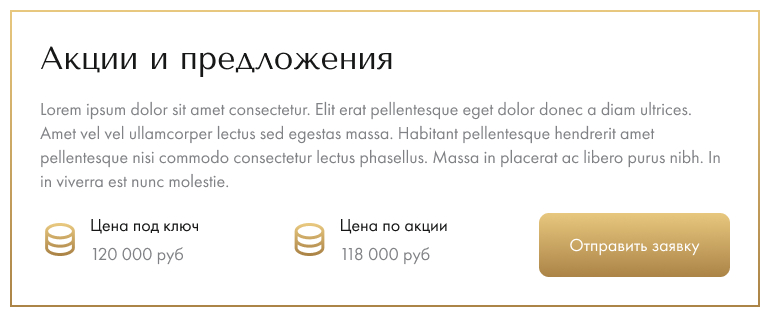 Акции и предложения
Lorem ipsum dolor sit amet consectetur. Elit erat pellentesque eget dolor donec a diam ultrices.
Amet vel vel ullamcorper lectus sed egestas massa. Habitant pellentesque hendrerit amet
pellentesque nisi commodo consectetur lectus phasellus. Massa in placerat ac libero purus nibh. In
in viverra est nunc molestie.
Цена под ключ
120 000 руб
Цена по акции
118 000 руб
Отправить заявку